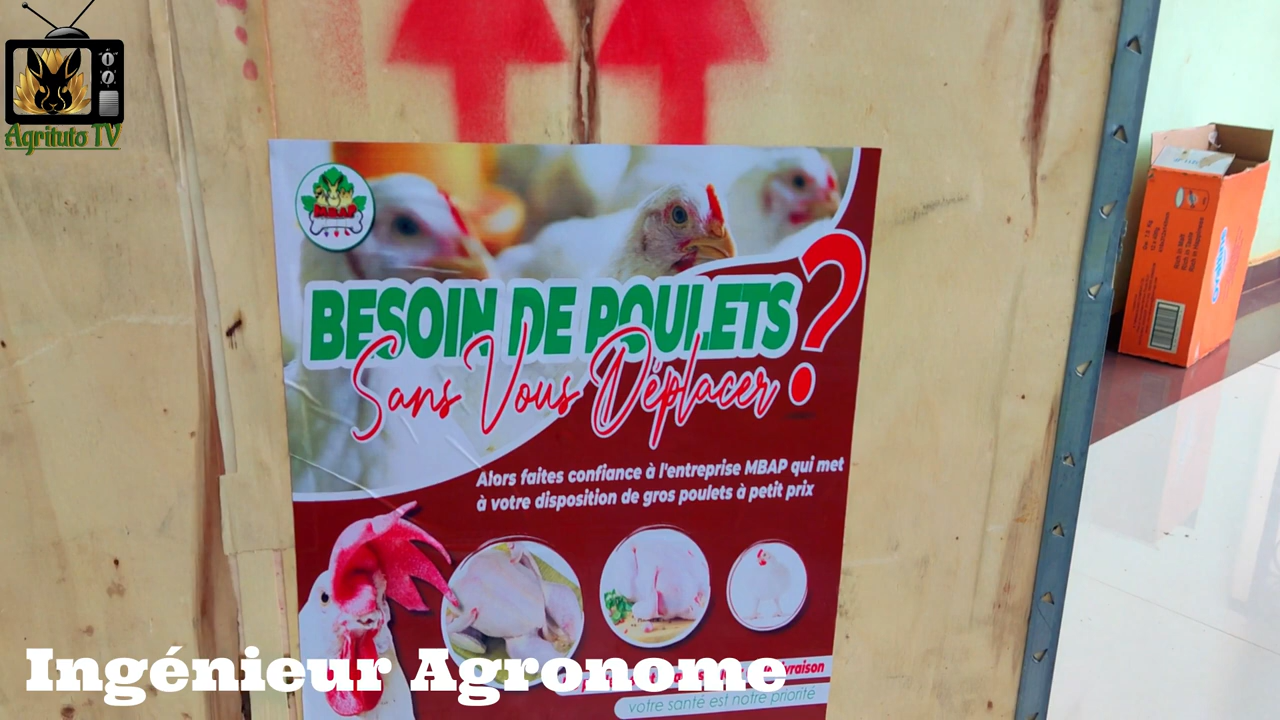 Agrituto TV
MBAP
BESOIN DE POULETS ?
Sans Vous Déplacer
Alors faites confiance à l'entreprise MBAP qui met
à votre disposition de gros poulets à petit prix
Ingénieur Agronome
votre santé est notre priorité